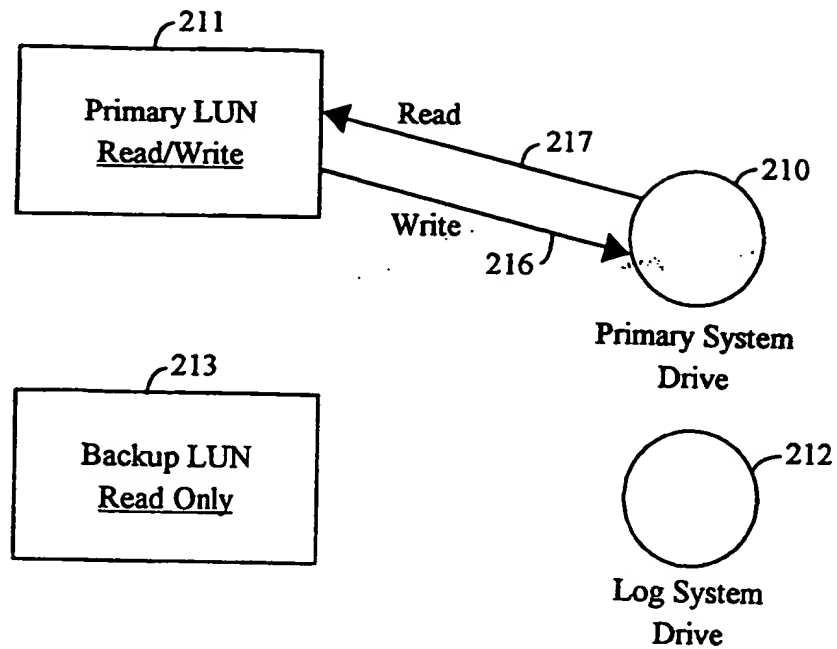 211
Primary LUN
Read/Write
Read
217
210
Write
216
Primary System
Drive
213
Backup LUN
Read Only
212
Log System
Drive